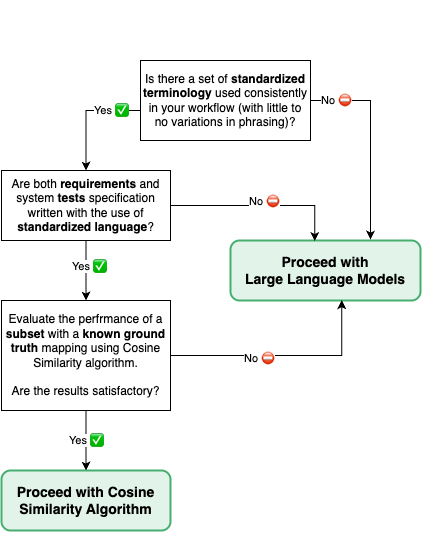 Is there a set of standardized
terminology used consistently
in your workflow (with little to
no variations in phrasing)?
Yes ✅
No ⛔
Are both requirements and
system tests specification
written with the use of
standardized language?
No ⛔
Proceed with
Large Language Models
Yes ✅
Evaluate the perfrmance of a
subset with a known ground
truth mapping using Cosine
Similarity algorithm.
Are the results satisfactory?
No ⛔
Yes ✅
Proceed with Cosine
Similarity Algorithm